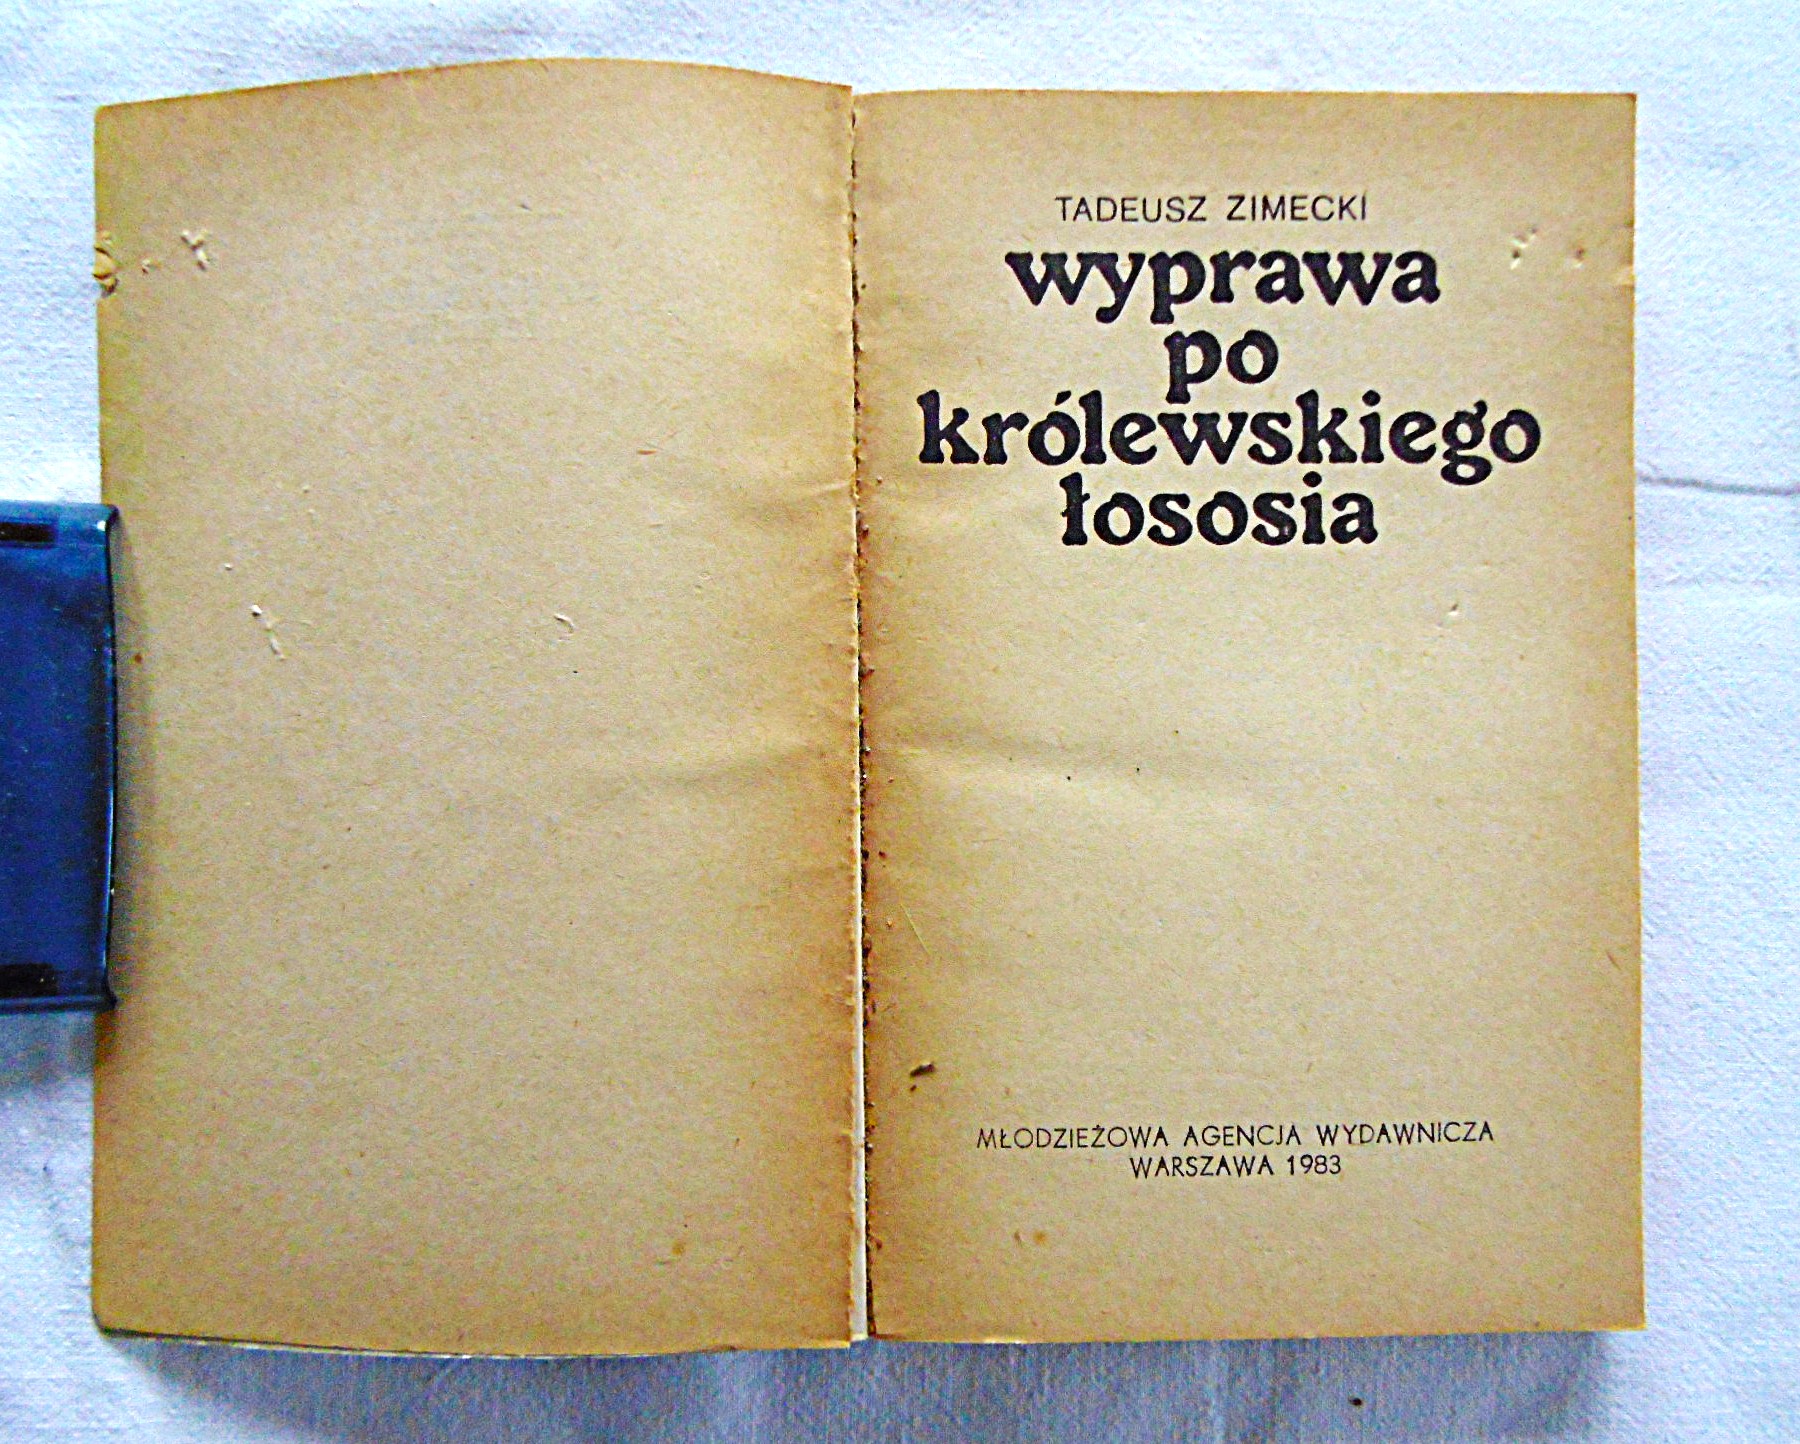 TADEUSZ ZIMECKI
wyprawa
po
królewskiego
łososia
MŁODZIEŻOWA AGENCJA WYDAWNICZA
WARSZAWA 1983